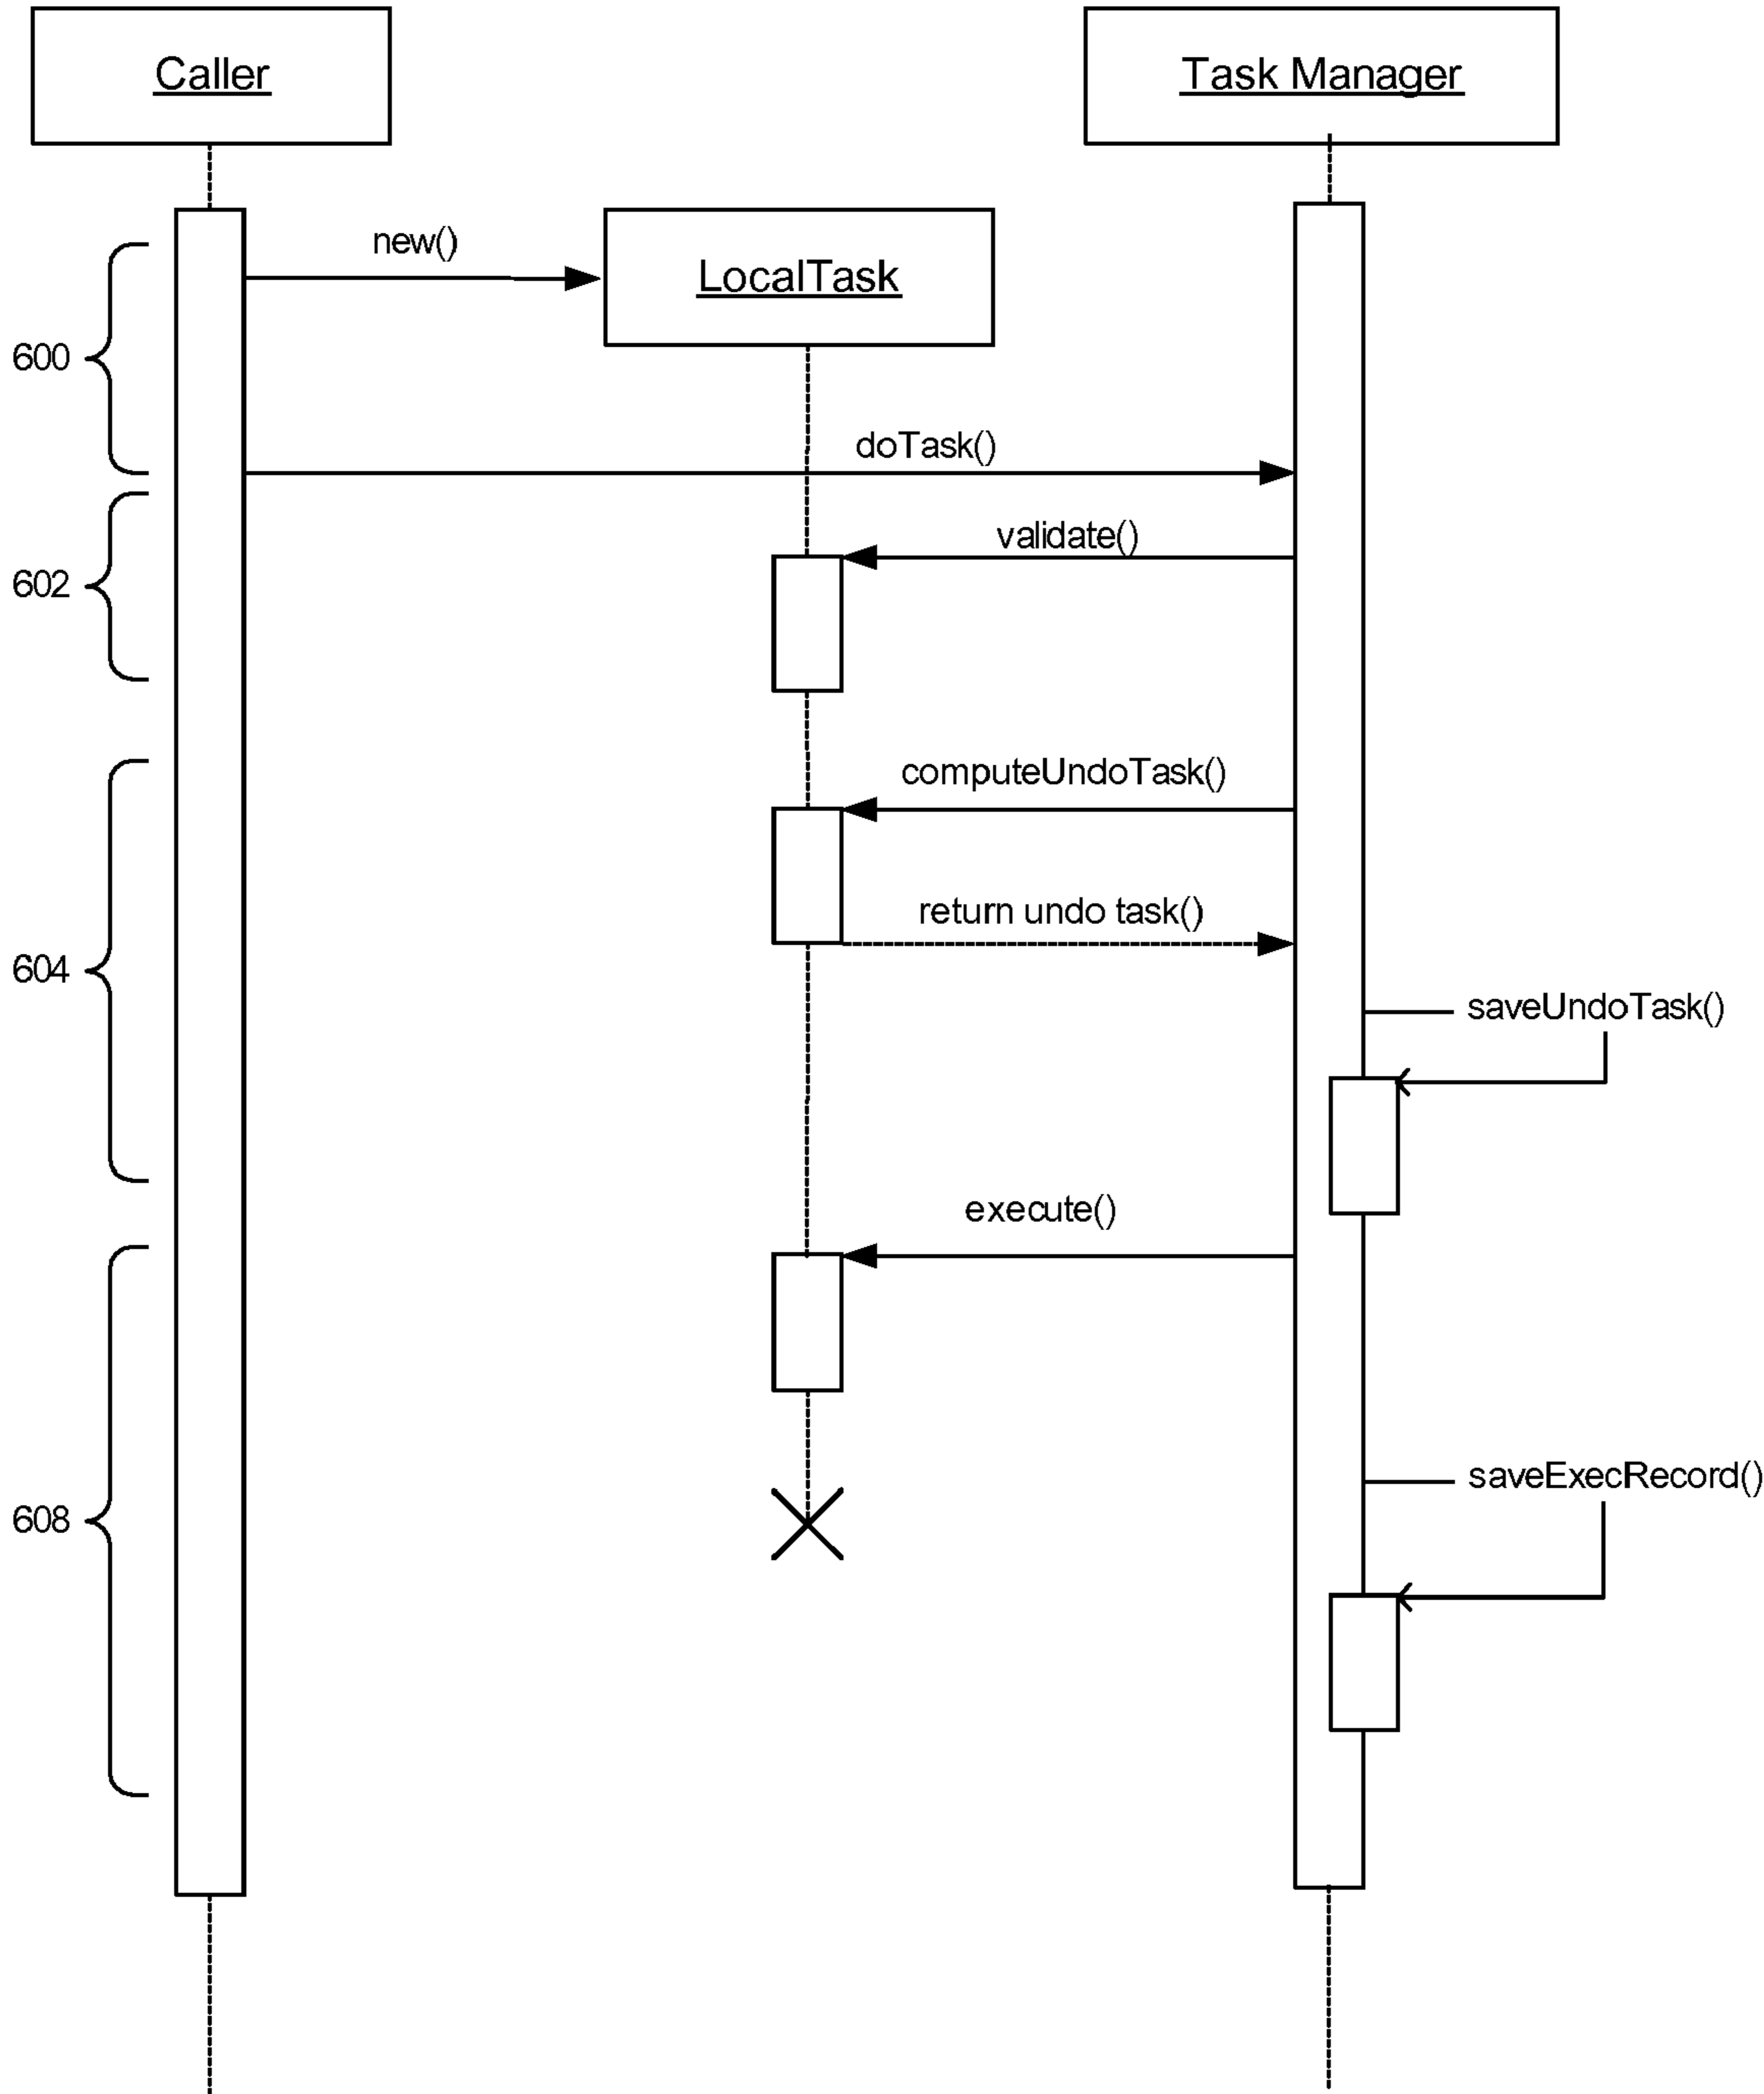 Caller
Task Manager
new()
LocalTask
600
doTask()
validate()
602
computeUndoTask()
return undo task()
604
saveUndoTask()
execute()
saveExecRecord()
608